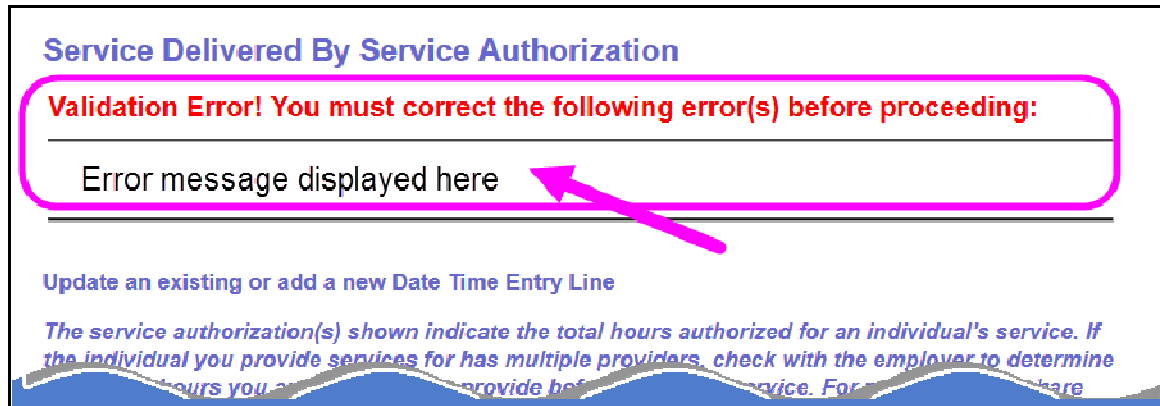 Service Delivered By Service Authorization
Validation Error! You must correct the following error(s) before proceeding:
Error message displayed here
Update an existing or add a new Date Time Entry Line
The service authorization(s) shown indicate the total hours authorized for an individual's service. If
the individual you provide services for has multiple providers, check with the employer to determine
hours you provide